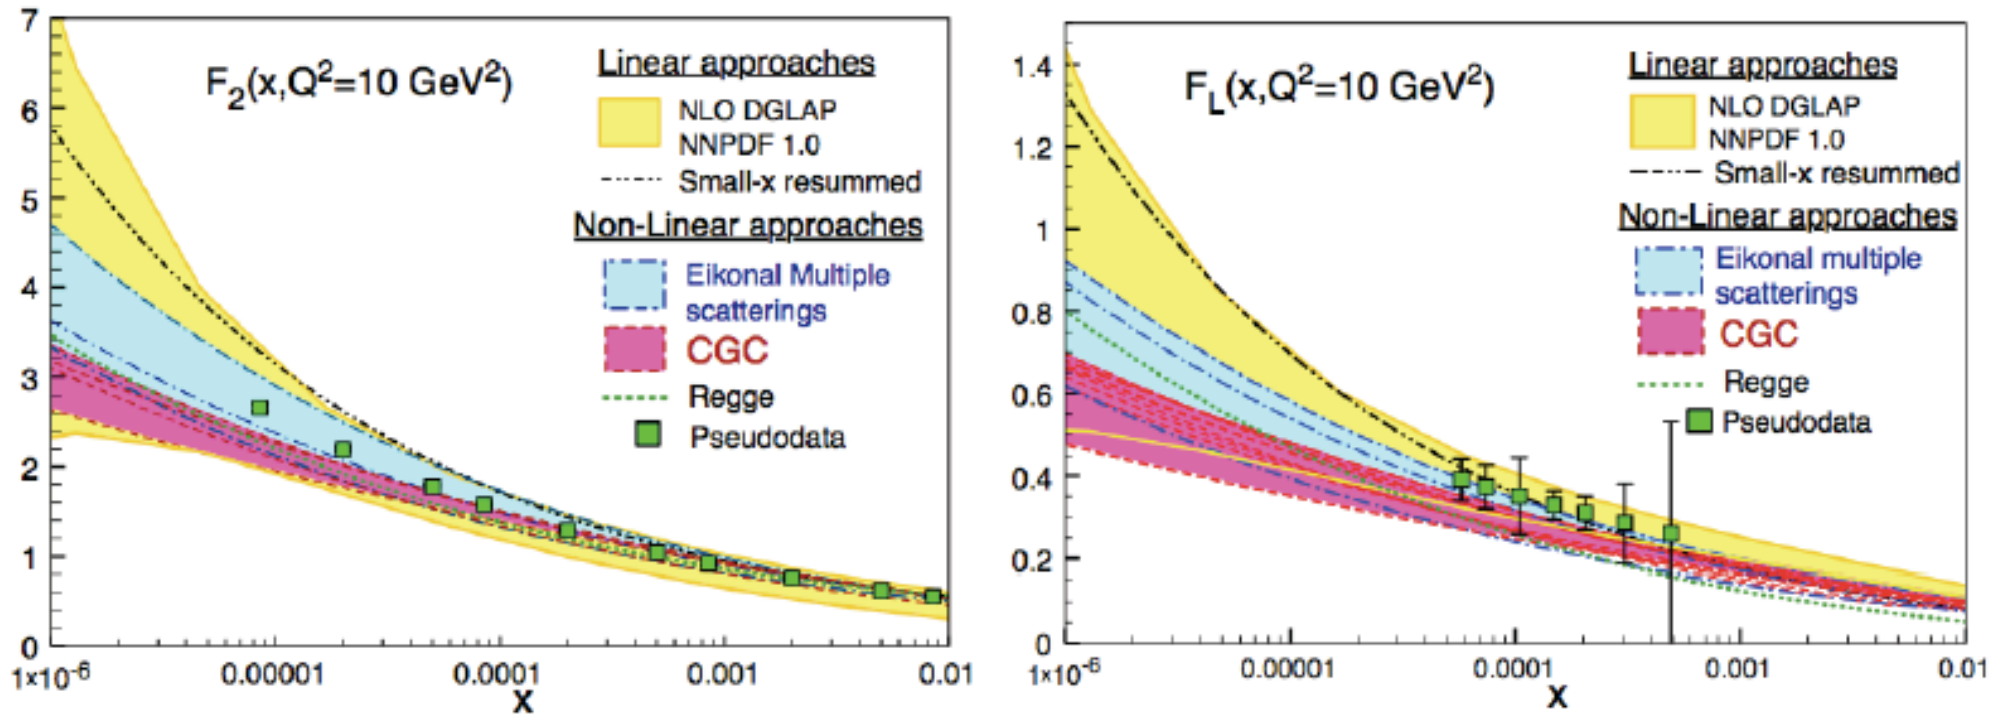 7
6
5
4
3
2
1
0
F2(x,Q²=10 GeV²)
Linear approaches
NLO DGLAP
NNPDF 1.0
Small-x resummed
Non-Linear approaches
Eikonal Multiple
scatterings
CGC
Regge
Pseudodata
1×10⁻⁶ 0.00001 0.0001 0.001 0.01
X
1.4
1.2
1
0.8
0.6
0.4
0.2
0
FL(x,Q²=10 GeV²)
Linear approaches
NLO DGLAP
NNPDF 1.0
Small-x resummed
Non-Linear approaches
Eikonal multiple
scatterings
CGC
Regge
Pseudodata
1×10⁻⁶ 0.00001 0.0001 0.001 0.01
X